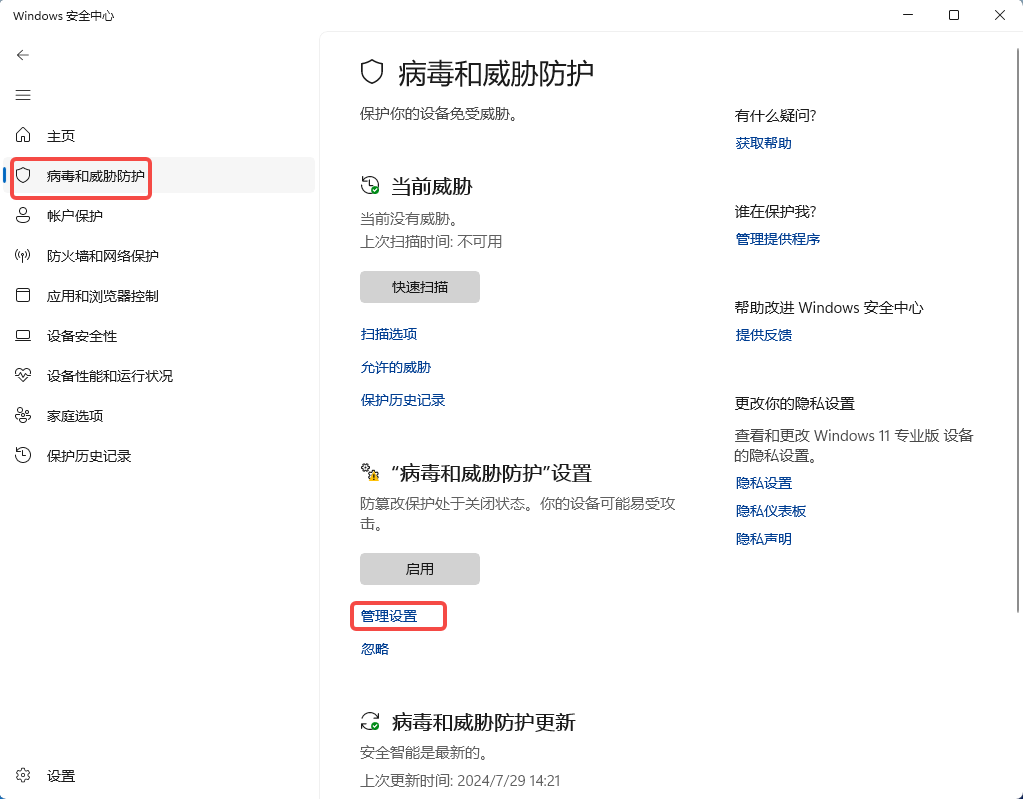 Windows 安全中心
主页
病毒和威胁防护
帐户保护
防火墙和网络保护
应用和浏览器控制
设备安全性
设备性能和运行状况
家庭选项
保护历史记录
设置
病毒和威胁防护
保护你的设备免受威胁。
当前威胁
当前没有威胁。
上次扫描时间: 不可用
快速扫描
扫描选项
允许的威胁
保护历史记录
“病毒和威胁防护”设置
防篡改保护处于关闭状态。你的设备可能易受攻
击。
启用
管理设置
忽略
病毒和威胁防护更新
安全智能是最新的。
上次更新时间: 2024/7/29 14:21
有什么疑问?
获取帮助
谁在保护我?
管理提供程序
帮助改进 Windows 安全中心
提供反馈
更改你的隐私设置
查看和更改 Windows 11 专业版 设备
的隐私设置。
隐私设置
隐私仪表板
隐私声明